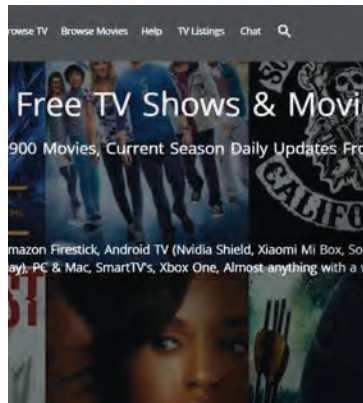 rowse TV Browse Movies Help TV Listings Chat
Free TV Shows & Movi
900 Movies, Current Season Daily Updates Fro
mazon Firestick, Android TV (Nvidia Shield, Xiaomi Mi Box, So
ay), PC & Mac, SmartTV's, Xbox One, Almost anything with a v
CALIFO
ST